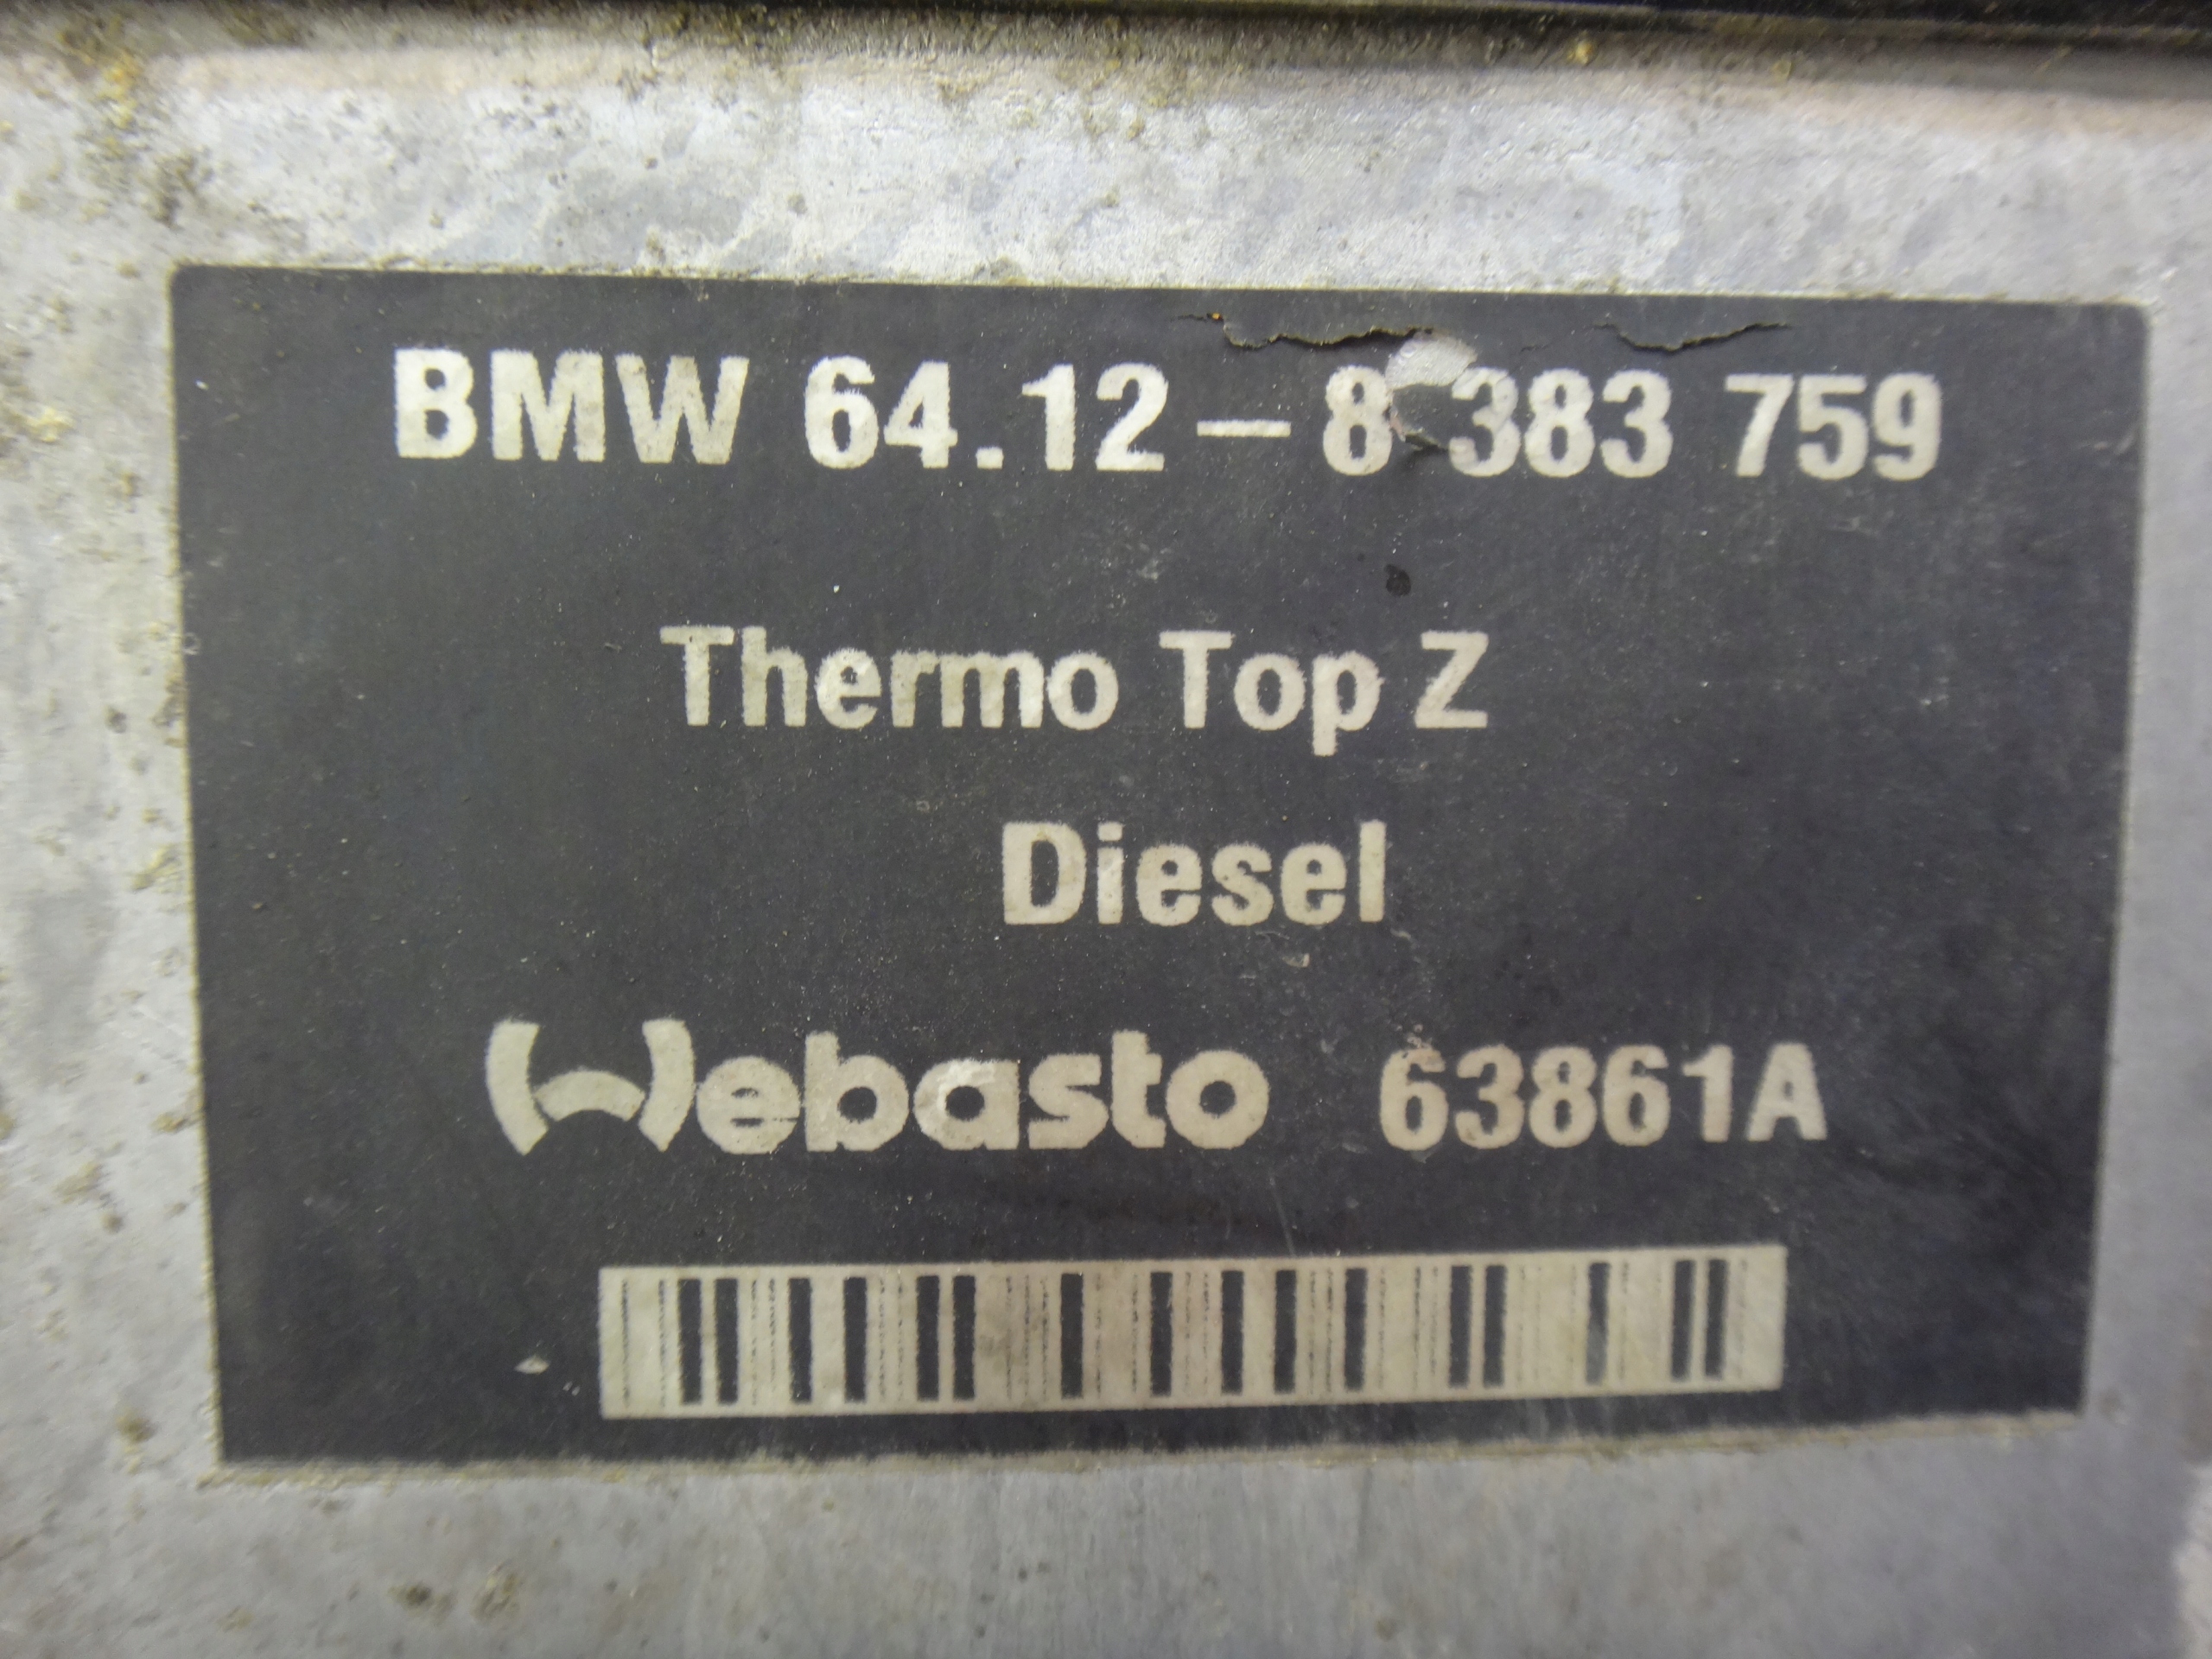 BMW 64.12–8 383 759
Thermo Top Z
Diesel
Webasto 63861A